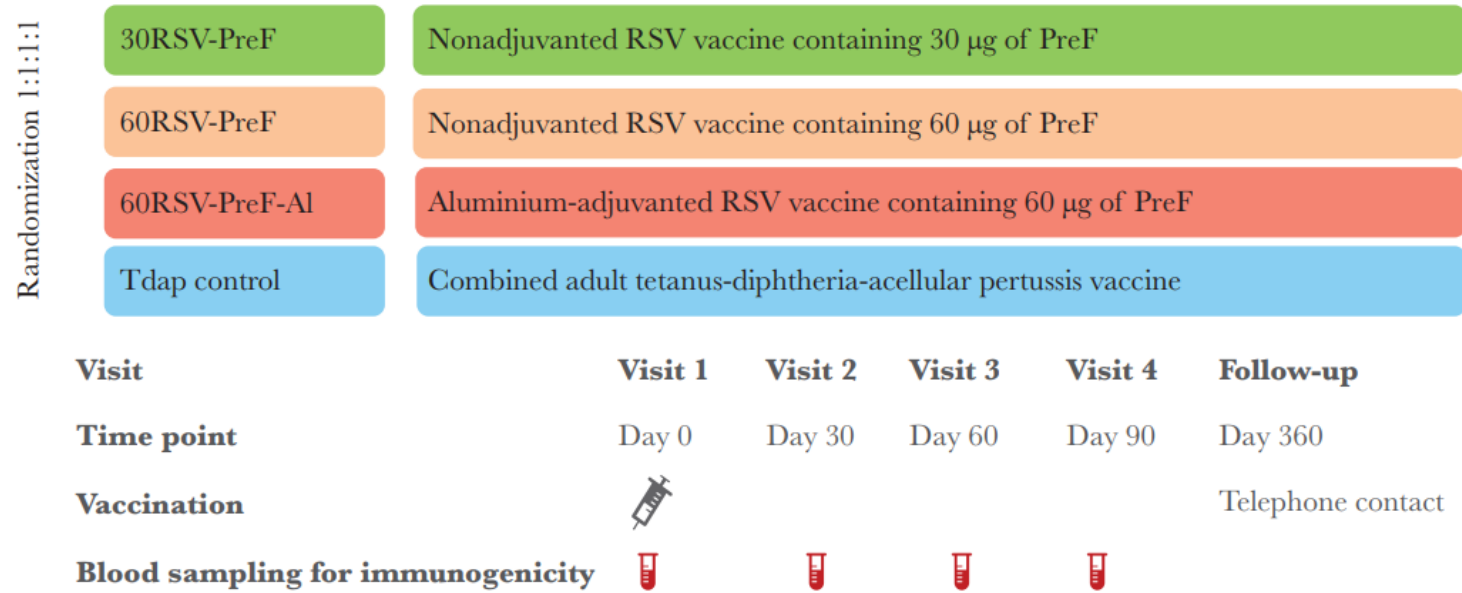 Randomization 1:1:1:1
30RSV-PreF Nonadjuvanted RSV vaccine containing 30 μg of PreF
60RSV-PreF Nonadjuvanted RSV vaccine containing 60 μg of PreF
60RSV-PreF-Al Aluminium-adjuvanted RSV vaccine containing 60 μg of PreF
Tdap control Combined adult tetanus-diphtheria-acellular pertussis vaccine
Visit Visit 1 Visit 2 Visit 3 Visit 4 Follow-up
Time point Day 0 Day 30 Day 60 Day 90 Day 360
Vaccination Telephone contact
Blood sampling for immunogenicity